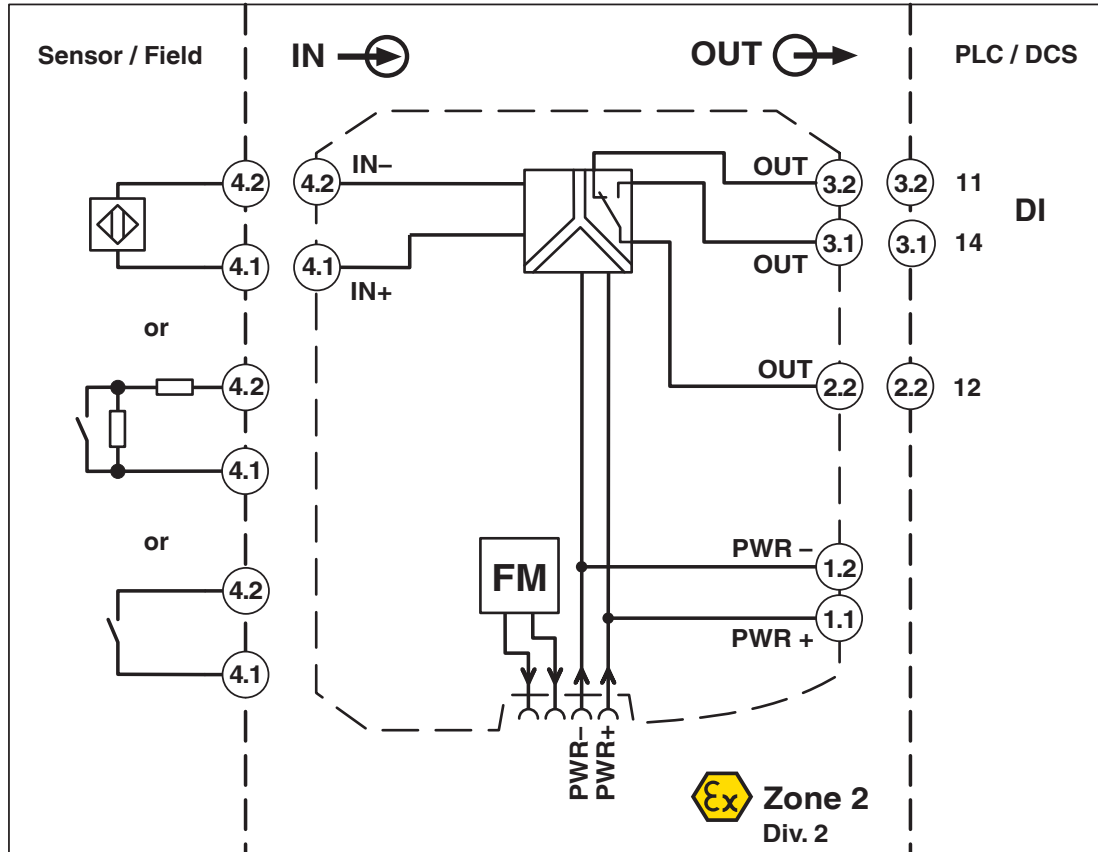 Sensor / Field
IN
OUT
PLC / DCS
4.2
4.2
IN–
OUT
3.2
3.2
11
DI
4.1
4.1
IN+
3.1
OUT
3.1
14
or
4.2
OUT
2.2
2.2
12
4.1
or
FM
PWR –
1.2
4.2
1.1
PWR +
4.1
PWR–
PWR+
Ex
Zone 2
Div. 2